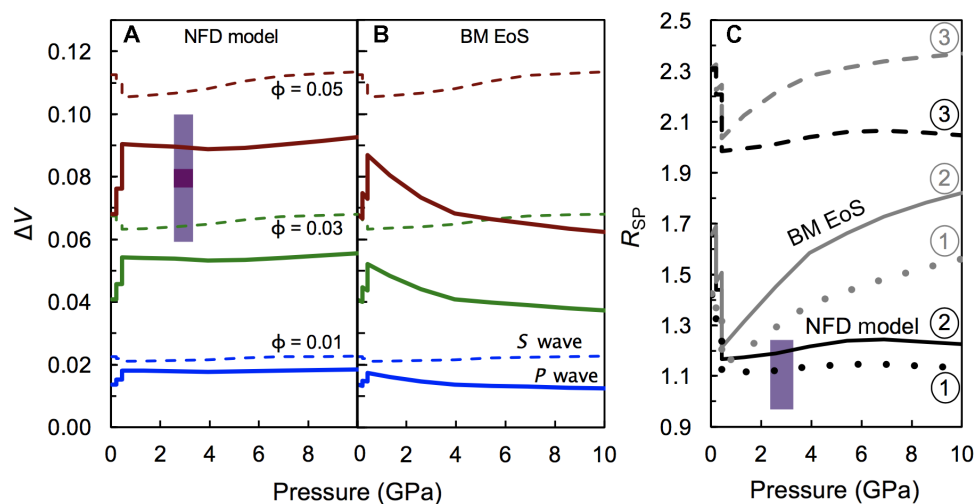 A NFD model
B BM EoS
C
0.12
0.10
0.08
0.06
0.04
0.02
0.00
ΔV
ϕ = 0.05
ϕ = 0.03
ϕ = 0.01
S wave
P wave
0 2 4 6 8 0 2 4 6 8 10
Pressure (GPa)
2.5
2.3
2.1
1.9
1.7
1.5
1.3
1.1
0.9
RSP
3
3
2
BM EoS
1
NFD model
2
1
0 2 4 6 8 10
Pressure (GPa)